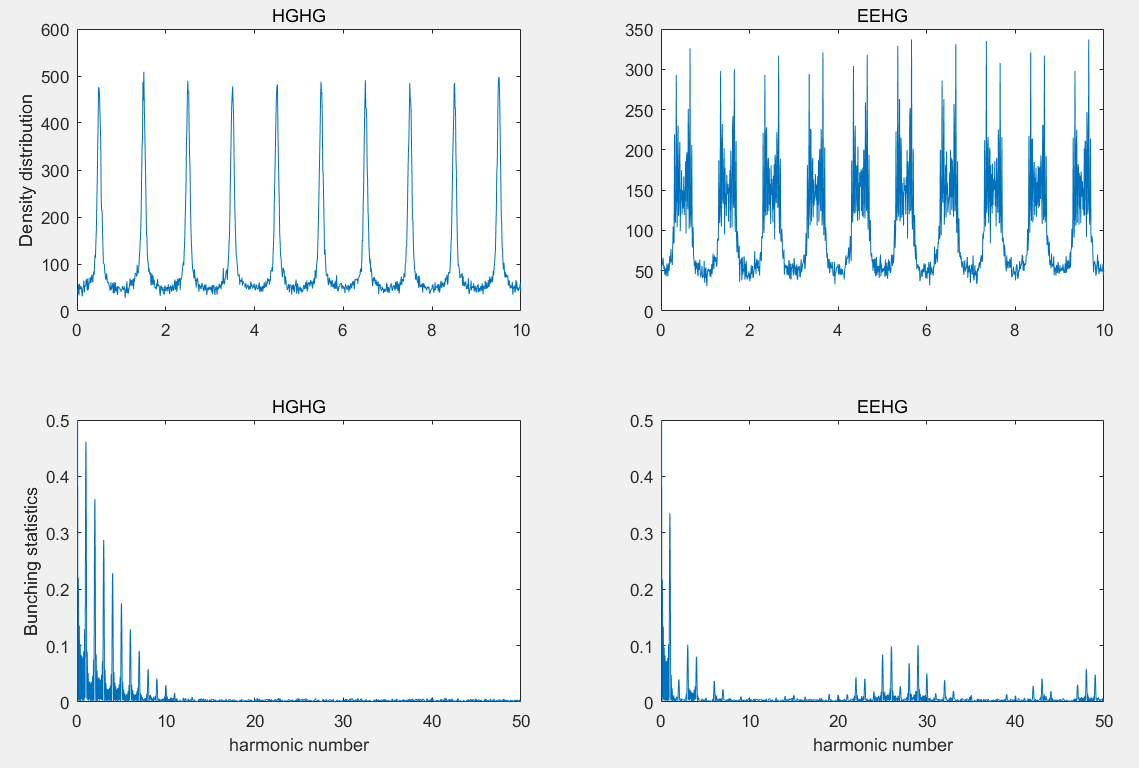 HGHG
600
500
400
300
200
100
0
Density distribution
0 2 4 6 8 10
EEHG
350
300
250
200
150
100
50
0
0 2 4 6 8 10
HGHG
0.5
0.4
0.3
0.2
0.1
0
Bunching statistics
0 10 20 30 40 50
harmonic number
EEHG
0.5
0.4
0.3
0.2
0.1
0
0 10 20 30 40 50
harmonic number